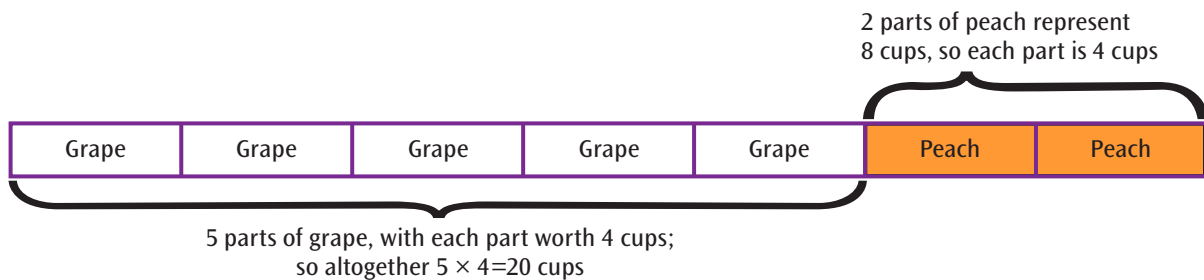 2 parts of peach represent
8 cups, so each part is 4 cups
Grape Grape Grape Grape Grape Peach Peach
5 parts of grape, with each part worth 4 cups;
so altogether 5 × 4=20 cups